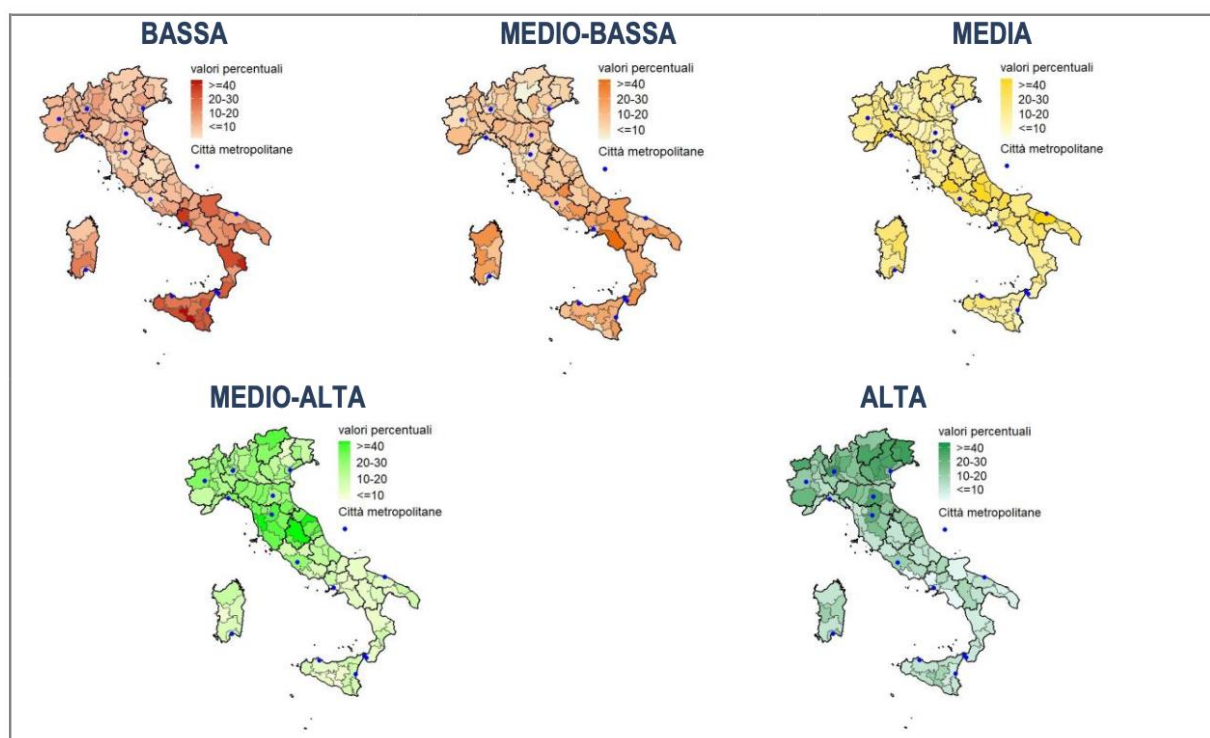 BASSA
valori percentuali
>=40
20-30
10-20
<=10
Città metropolitane
MEDIO-BASSA
valori percentuali
>=40
20-30
10-20
<=10
Città metropolitane
MEDIA
valori percentuali
>=40
20-30
10-20
<=10
Città metropolitane
MEDIO-ALTA
valori percentuali
>=40
20-30
10-20
<=10
Città metropolitane
ALTA
valori percentuali
>=40
20-30
10-20
<=10
Città metropolitane